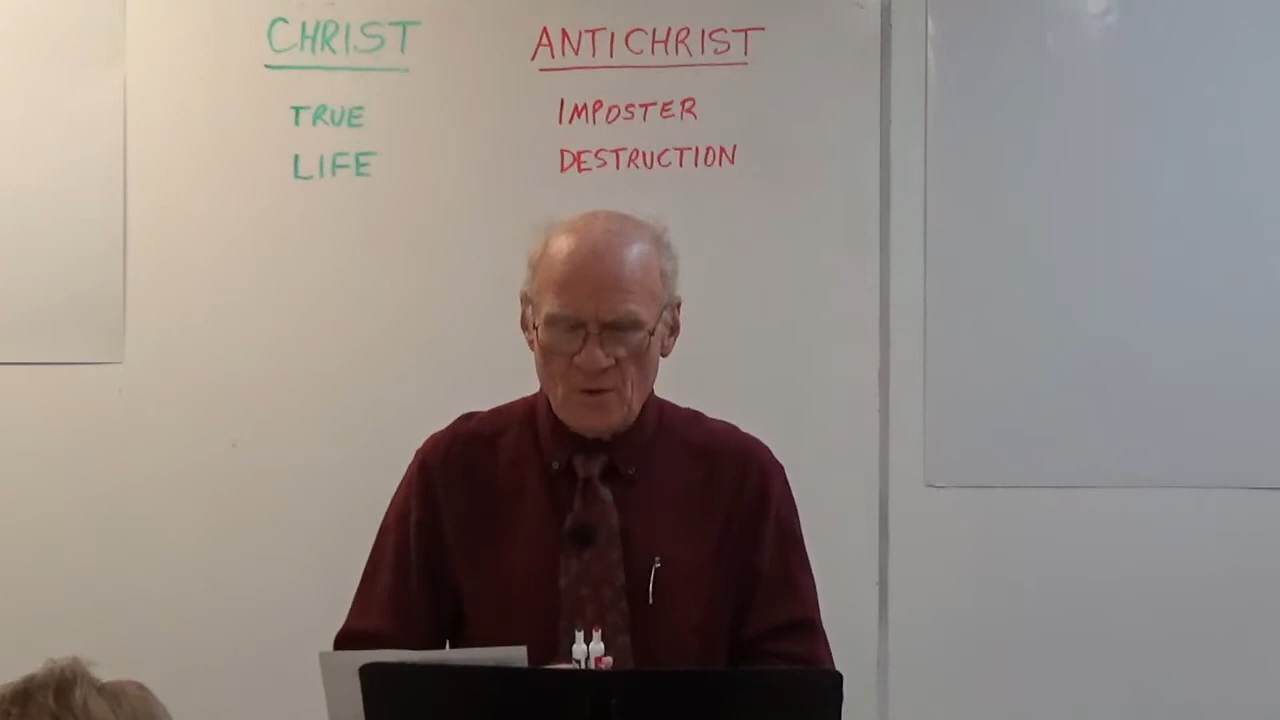 CHRIST
TRUE
LIFE
ANTICHRIST
IMPOSTER
DESTRUCTION